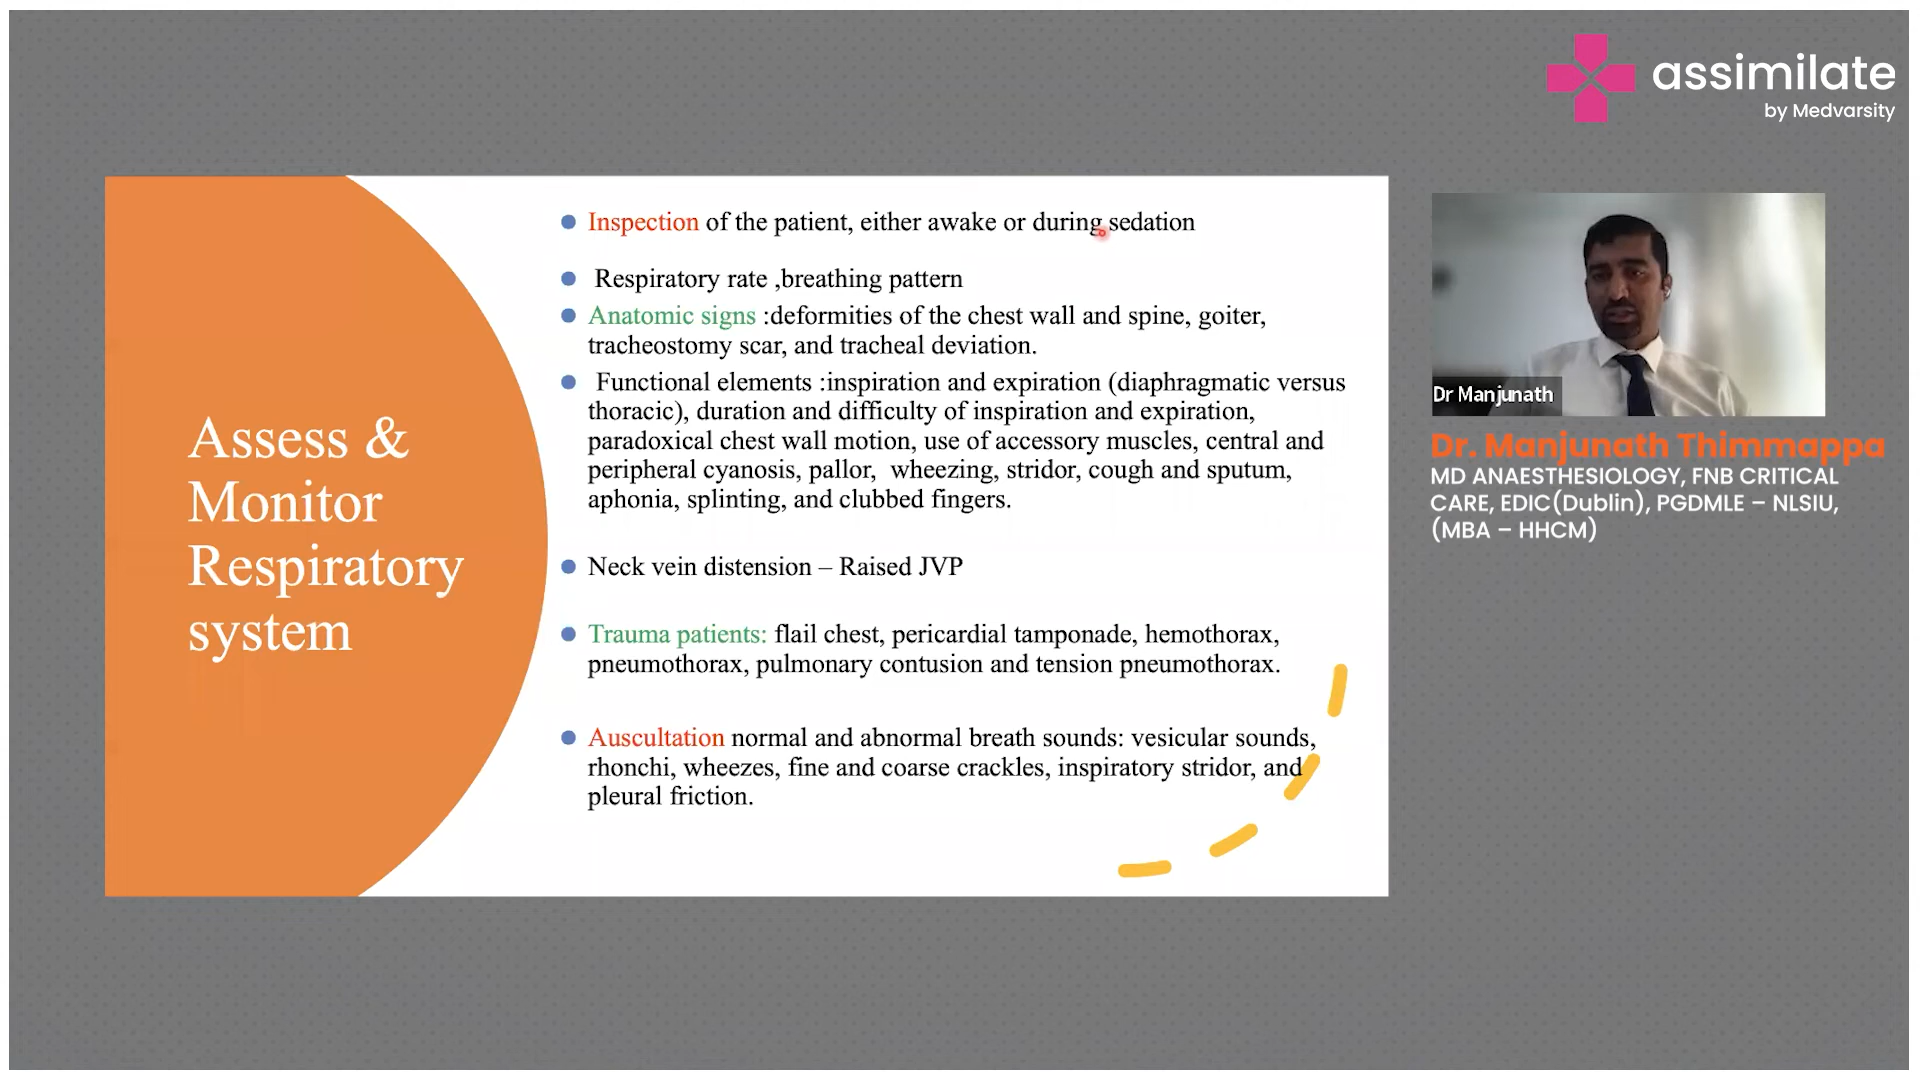 assimilate
by Medvarsity
Assess &
Monitor
Respiratory
system
● Inspection of the patient, either awake or during sedation
● Respiratory rate ,breathing pattern
● Anatomic signs :deformities of the chest wall and spine, goiter,
tracheostomy scar, and tracheal deviation.
● Functional elements :inspiration and expiration (diaphragmatic versus
thoracic), duration and difficulty of inspiration and expiration,
paradoxical chest wall motion, use of accessory muscles, central and
peripheral cyanosis, pallor, wheezing, stridor, cough and sputum,
aphonia, splinting, and clubbed fingers.
● Neck vein distension – Raised JVP
● Trauma patients: flail chest, pericardial tamponade, hemothorax,
pneumothorax, pulmonary contusion and tension pneumothorax.
● Auscultation normal and abnormal breath sounds: vesicular sounds,
rhonchi, wheezes, fine and coarse crackles, inspiratory stridor, and
pleural friction.
Dr Manjunath
Dr. Manjunath Thimmappa
MD ANAESTHESIOLOGY, FNB CRITICAL
CARE, EDIC(Dublin), PGDMLE – NLSIU,
(MBA – HHCM)